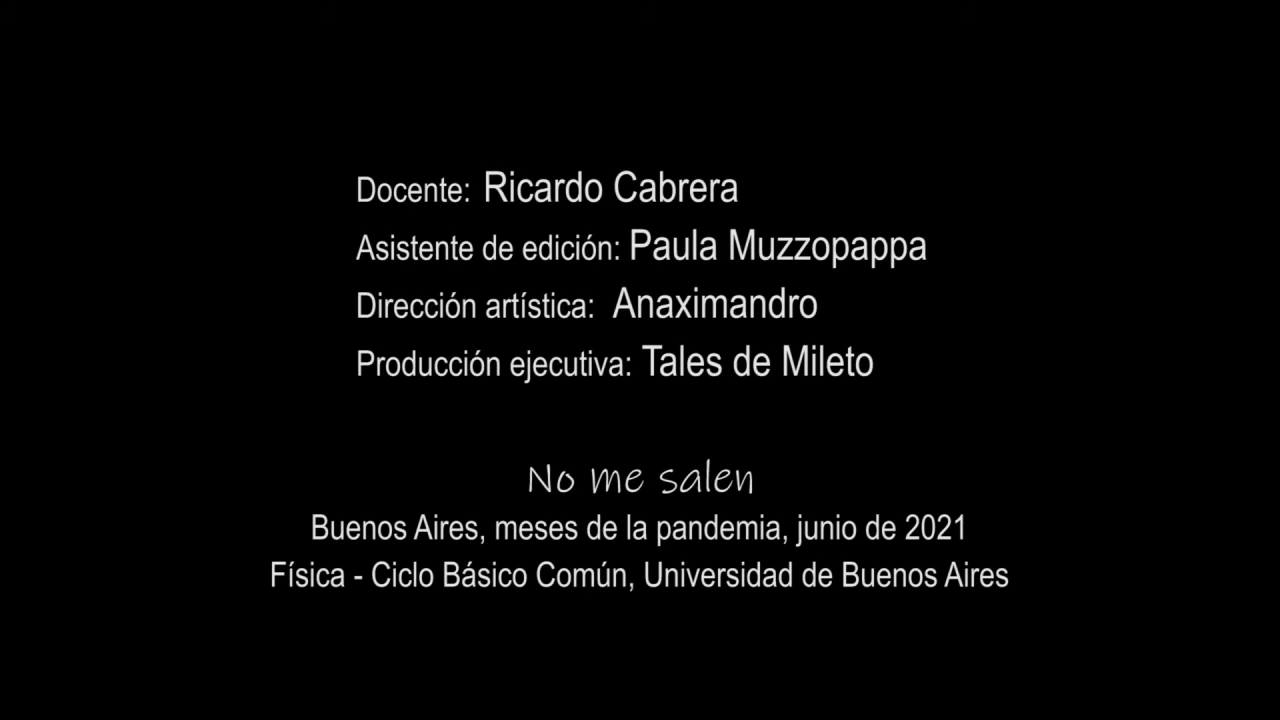 Docente: Ricardo Cabrera
Asistente de edición: Paula Muzzopappa
Dirección artística: Anaximandro
Producción ejecutiva: Tales de Mileto
No me salen
Buenos Aires, meses de la pandemia, junio de 2021
Física - Ciclo Básico Común, Universidad de Buenos Aires